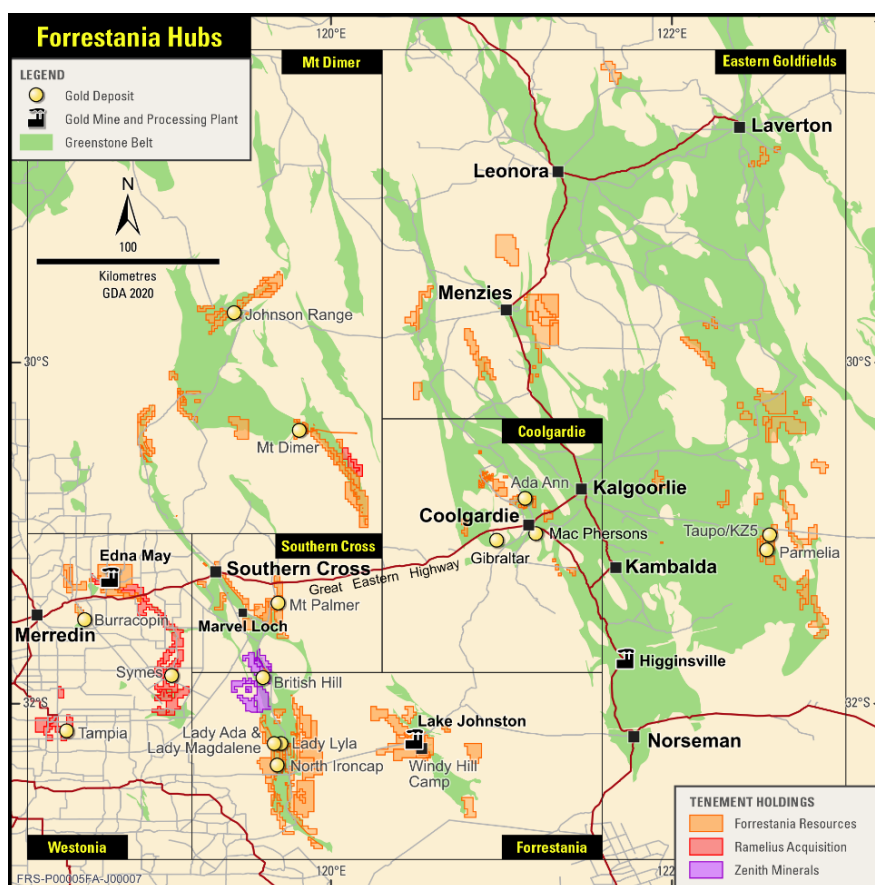 Forrestania Hubs
LEGEND
Gold Deposit
Gold Mine and Processing Plant
Greenstone Belt
N
100
Kilometres
GDA 2020
120°E
122°E
Mt Dimer
Eastern Goldfields
Laverton
Leonora
Menzies
Johnson Range
30°S
30°S
Mt Dimer
Coolgardie
Ada Ann
Kalgoorlie
Coolgardie
Mac Phersons
Gibraltar
Taupo/KZ5
Parmelia
Kambalda
Southern Cross
Edna May
Southern Cross
Great Eastern Highway
Mt Palmer
Burracopin
Merredin
Marvel Loch
Higginsville
Symes
British Hill
32°S
32°S
Tampia
Lady Ada &
Lady Magdalene
Lady Lyla
North Ironcap
Lake Johnston
Windy Hill
Camp
Norseman
TENEMENT HOLDINGS
Forrestania Resources
Ramelius Acquisition
Zenith Minerals
Westonia
Forrestania
FRS-P00005FA-J00007
120°E
122°